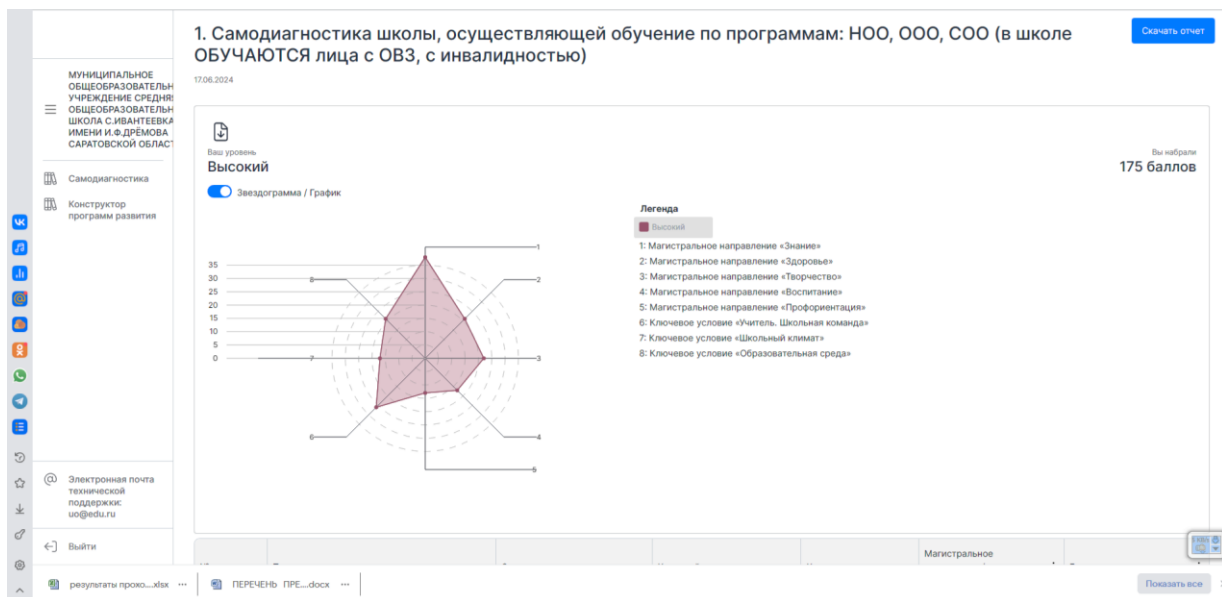 1. Самодиагностика школы, осуществляющей обучение по программам: НОО, ООО, СОО (в школе
ОБУЧАЮТСЯ лица с ОВЗ, с инвалидностью)
Скачать отчет
17.06.2024
МУНИЦИПАЛЬНОЕ
ОБЩЕОБРАЗОВАТЕЛЬН
УЧРЕЖДЕНИЕ СРЕДНЯ
ОБЩЕОБРАЗОВАТЕЛЬН
ШКОЛА С.ИВАНТЕЕВКА
ИМЕНИ И.Ф.ДРЁМОВА
САРАТОВСКОЙ ОБЛАСТ
Самодиагностика
Конструктор
программ развития
Ваш уровень
Высокий
Вы набрали
175 баллов
Звездограмма / График
35
30
25
20
15
10
5
0
1
2
3
4
5
6
7
8
Легенда
Высокий
1: Магистральное направление «Знание»
2: Магистральное направление «Здоровье»
3: Магистральное направление «Творчество»
4: Магистральное направление «Воспитание»
5: Магистральное направление «Профориентация»
6: Ключевое условие «Учитель. Школьная команда»
7: Ключевое условие «Школьный климат»
8: Ключевое условие «Образовательная среда»
Электронная почта
технической
поддержки:
uo@edu.ru
Выйти
Магистральное
результаты прохо....xlsx ...
ПЕРЕЧЕНЬ ПРЕ....docx ...
Показать все